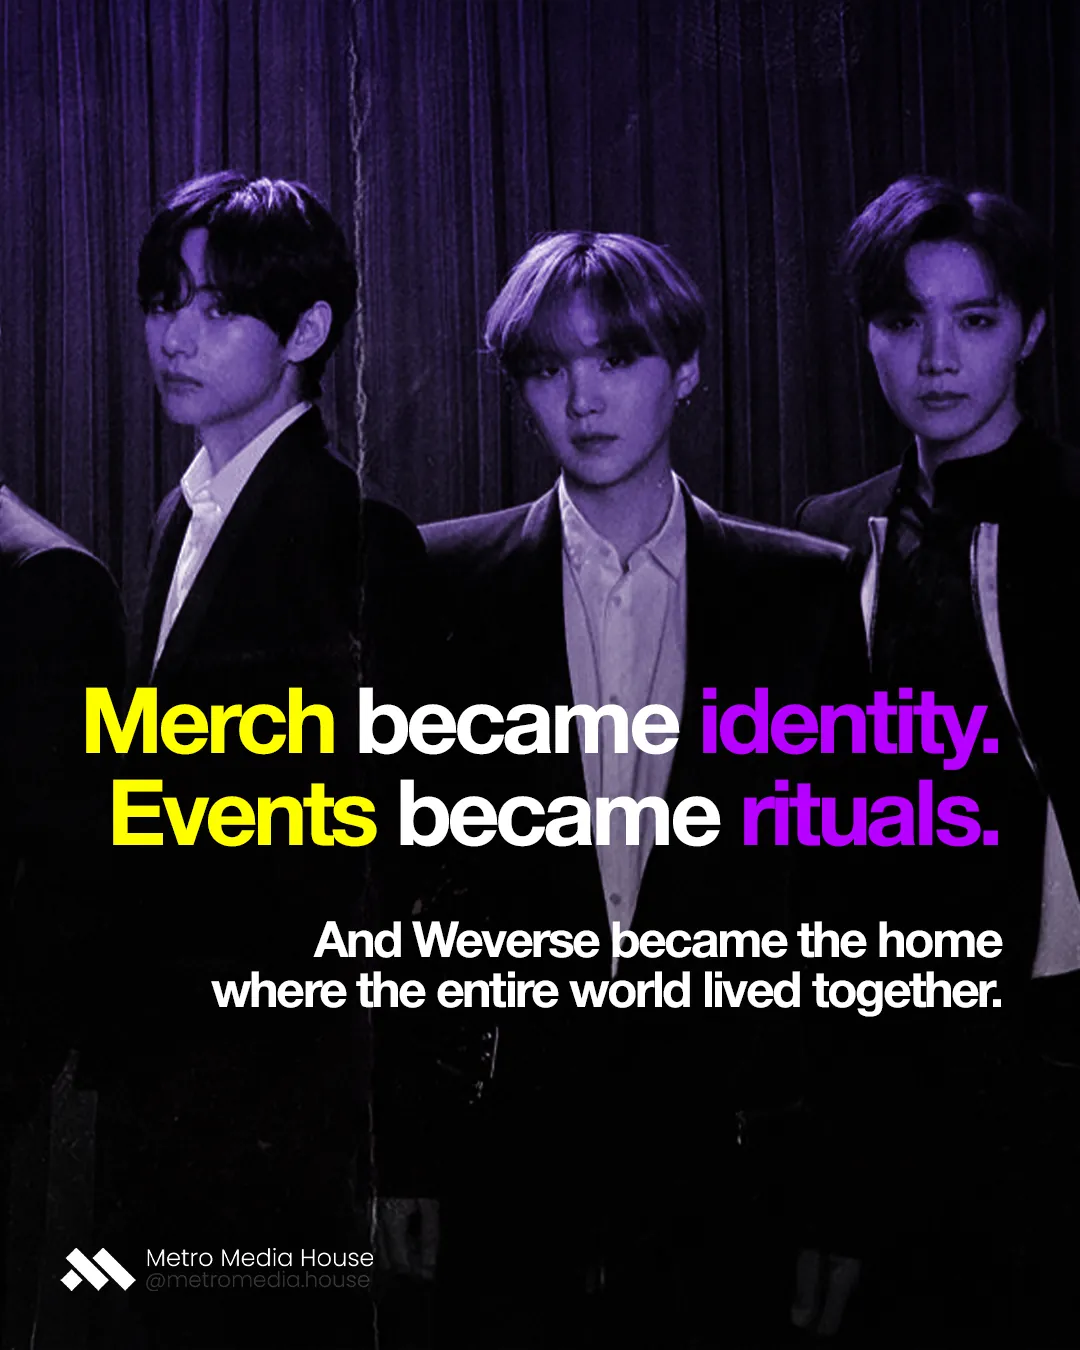 Merch became identity.
Events became rituals.
And Weverse became the home
where the entire world lived together.
Metro Media House
@metromedia.house